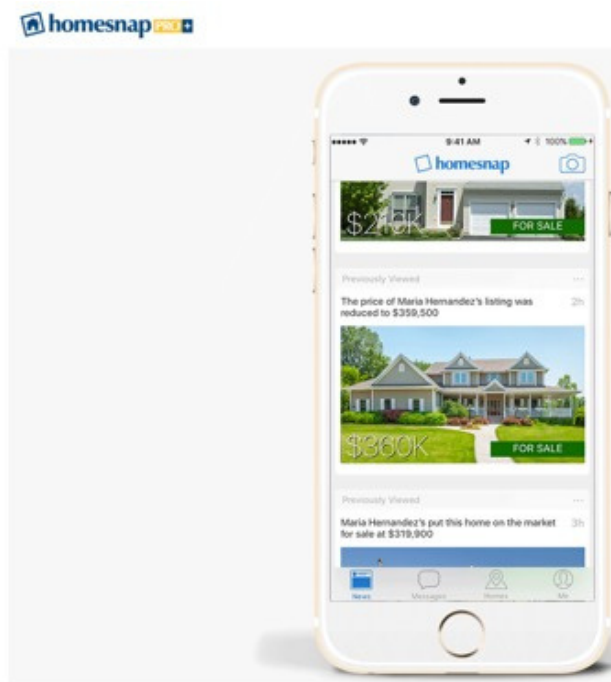 homesnap PRO +
9:41 AM 100%
homesnap
$210K FOR SALE
Previously Viewed
The price of Maria Hernandez's listing was 2h
reduced to $359,500
$360K FOR SALE
Previously Viewed
Maria Hernandez's put this home on the market 3h
for sale at $319,900
News Messages Homes Me